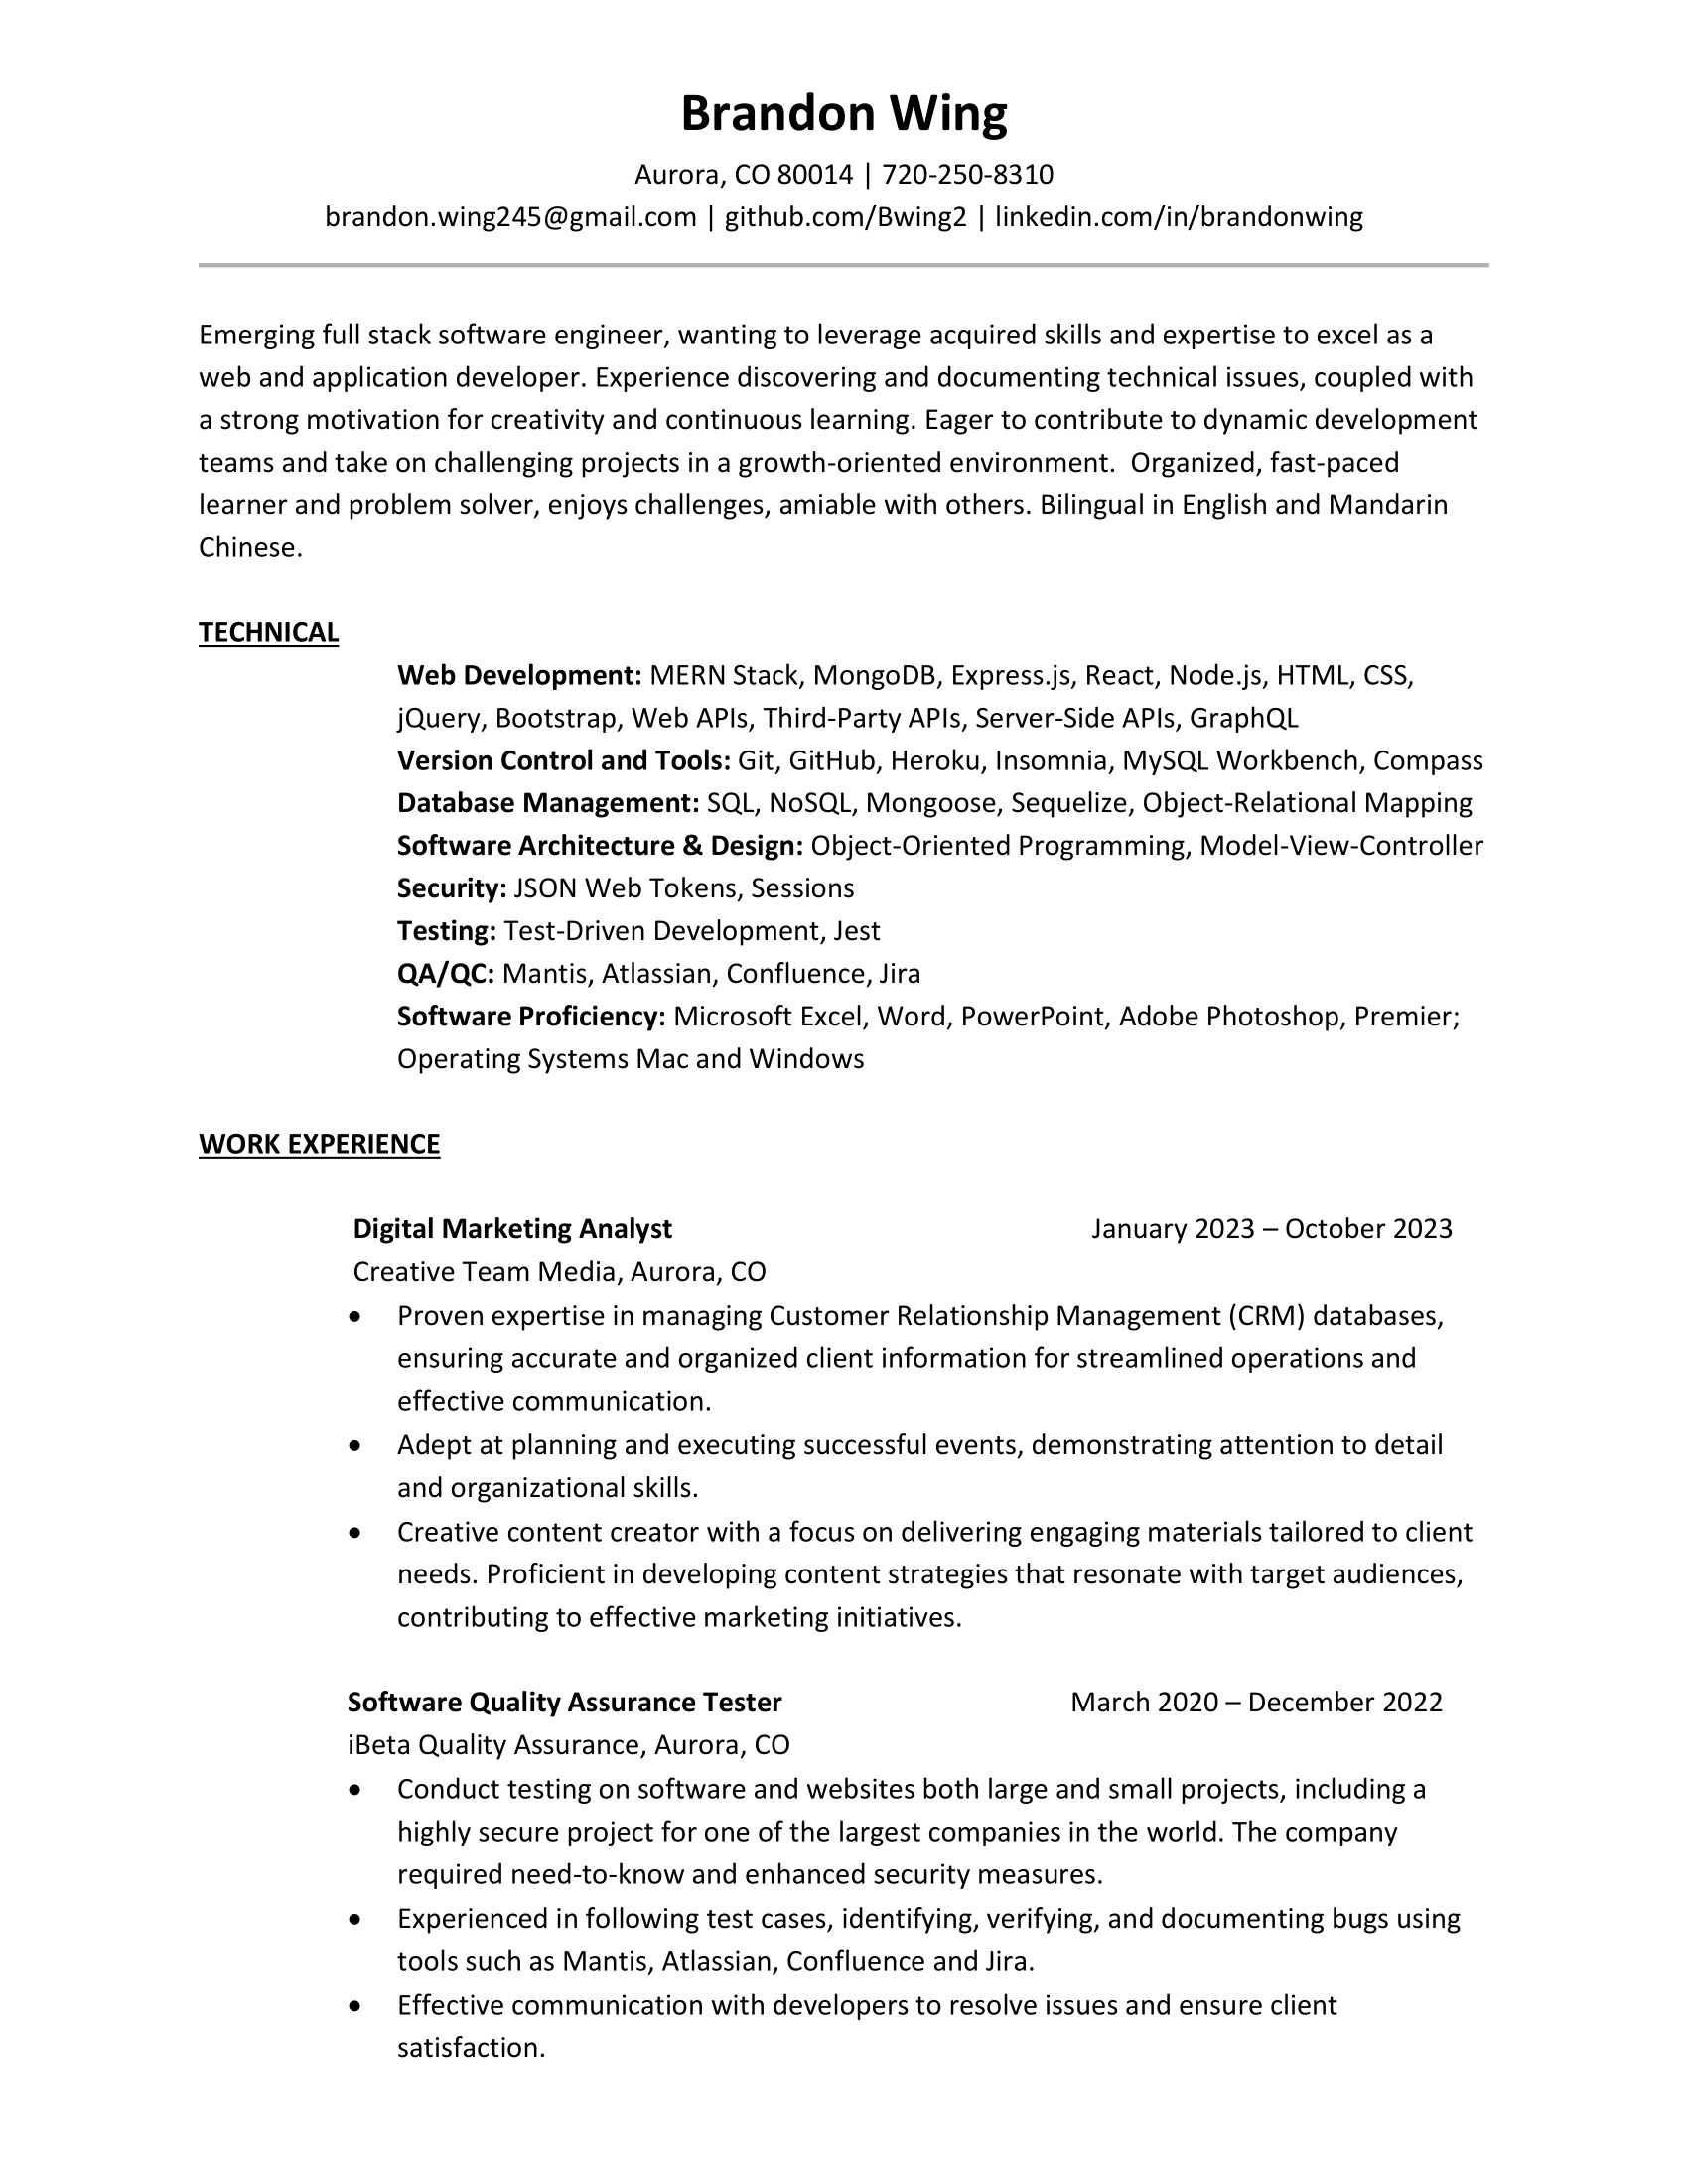 Brandon Wing
Aurora, CO 80014 | 720-250-8310
brandon.wing245@gmail.com | github.com/Bwing2 | linkedin.com/in/brandonwing
Emerging full stack software engineer, wanting to leverage acquired skills and expertise to excel as a
web and application developer. Experience discovering and documenting technical issues, coupled with
a strong motivation for creativity and continuous learning. Eager to contribute to dynamic development
teams and take on challenging projects in a growth-oriented environment.  Organized, fast-paced
learner and problem solver, enjoys challenges, amiable with others. Bilingual in English and Mandarin
Chinese.
TECHNICAL
Web Development: MERN Stack, MongoDB, Express.js, React, Node.js, HTML, CSS,
jQuery, Bootstrap, Web APIs, Third-Party APIs, Server-Side APIs, GraphQL
Version Control and Tools: Git, GitHub, Heroku, Insomnia, MySQL Workbench, Compass
Database Management: SQL, NoSQL, Mongoose, Sequelize, Object-Relational Mapping
Software Architecture & Design: Object-Oriented Programming, Model-View-Controller
Security: JSON Web Tokens, Sessions
Testing: Test-Driven Development, Jest
QA/QC: Mantis, Atlassian, Confluence, Jira
Software Proficiency: Microsoft Excel, Word, PowerPoint, Adobe Photoshop, Premier;
Operating Systems Mac and Windows
WORK EXPERIENCE
Digital Marketing Analyst January 2023 – October 2023
Creative Team Media, Aurora, CO
• Proven expertise in managing Customer Relationship Management (CRM) databases,
ensuring accurate and organized client information for streamlined operations and
effective communication.
• Adept at planning and executing successful events, demonstrating attention to detail
and organizational skills.
• Creative content creator with a focus on delivering engaging materials tailored to client
needs. Proficient in developing content strategies that resonate with target audiences,
contributing to effective marketing initiatives.
Software Quality Assurance Tester March 2020 – December 2022
iBeta Quality Assurance, Aurora, CO
• Conduct testing on software and websites both large and small projects, including a
highly secure project for one of the largest companies in the world. The company
required need-to-know and enhanced security measures.
• Experienced in following test cases, identifying, verifying, and documenting bugs using
tools such as Mantis, Atlassian, Confluence and Jira.
• Effective communication with developers to resolve issues and ensure client
satisfaction.